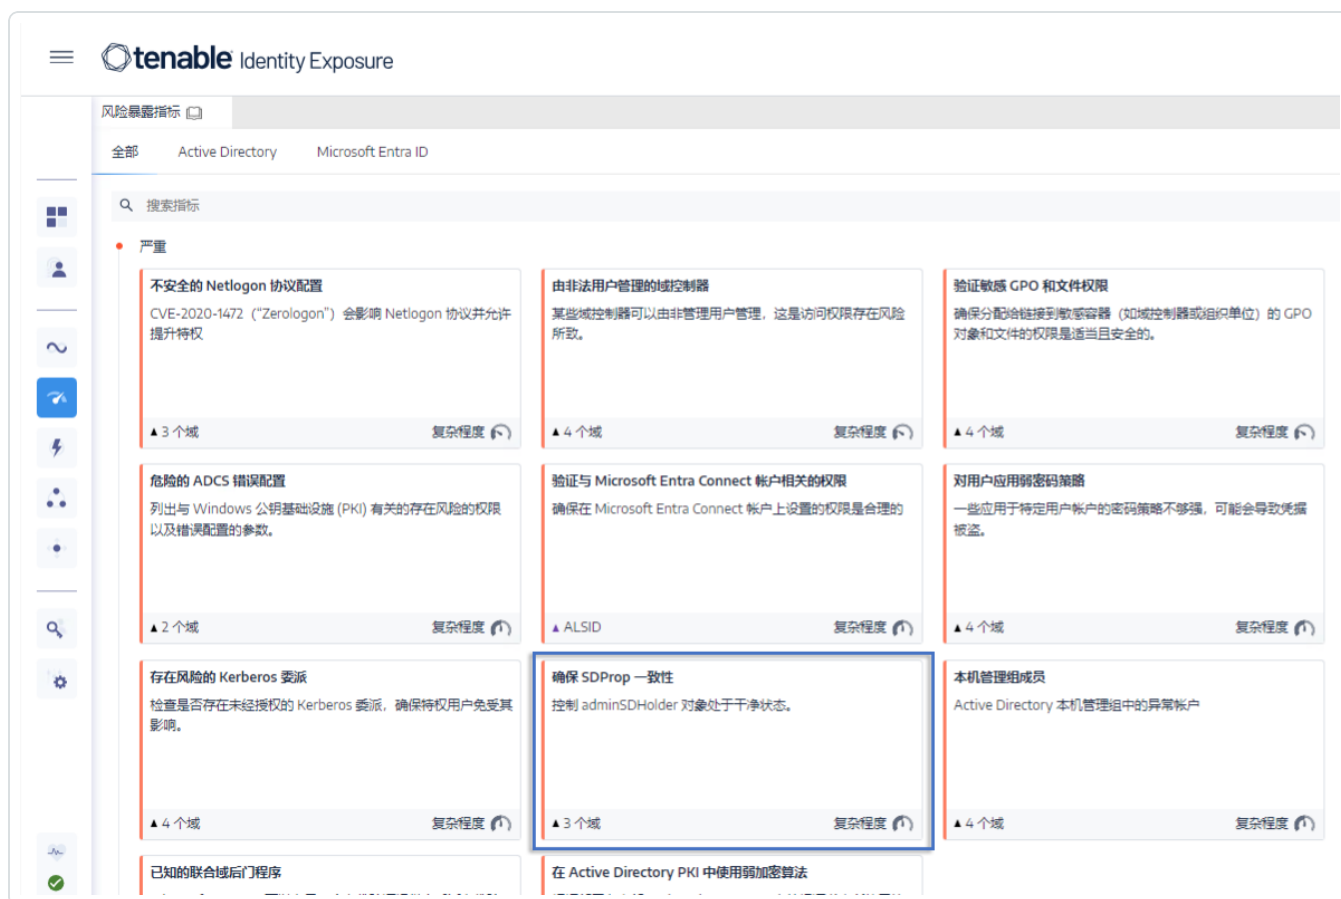 tenable Identity Exposure
风险暴露指标
全部 Active Directory Microsoft Entra ID
搜索指标
严重
不安全的 Netlogon 协议配置
CVE-2020-1472（“Zerologon”）会影响 Netlogon 协议并允许
提升特权
▲3 个域 复杂程度
由非法用户管理的域控制器
某些域控制器可以由非管理用户管理，这是访问权限存在风险
所致。
▲4 个域 复杂程度
验证敏感 GPO 和文件权限
确保分配给链接到敏感容器（如域控制器或组织单位）的 GPO
对象和文件的权限是适当且安全的。
▲4 个域 复杂程度
危险的 ADCS 错误配置
列出与 Windows 公钥基础设施 (PKI) 有关的存在风险的权限
以及错误配置的参数。
▲2 个域 复杂程度
验证与 Microsoft Entra Connect 帐户相关的权限
确保在 Microsoft Entra Connect 帐户上设置的权限是合理的
▲ALSID 复杂程度
对用户应用弱密码策略
一些应用于特定用户帐户的密码策略不够强，可能会导致凭据
被盗。
▲4 个域 复杂程度
存在风险的 Kerberos 委派
检查是否存在未经授权的 Kerberos 委派，确保特权用户免受其
影响。
▲4 个域 复杂程度
确保 SDProp 一致性
控制 adminSDHolder 对象处于干净状态。
▲3 个域 复杂程度
本机管理组成员
Active Directory 本机管理组中的异常帐户
▲4 个域 复杂程度
已知的联合域后门程序
在 Active Directory PKI 中使用弱加密算法